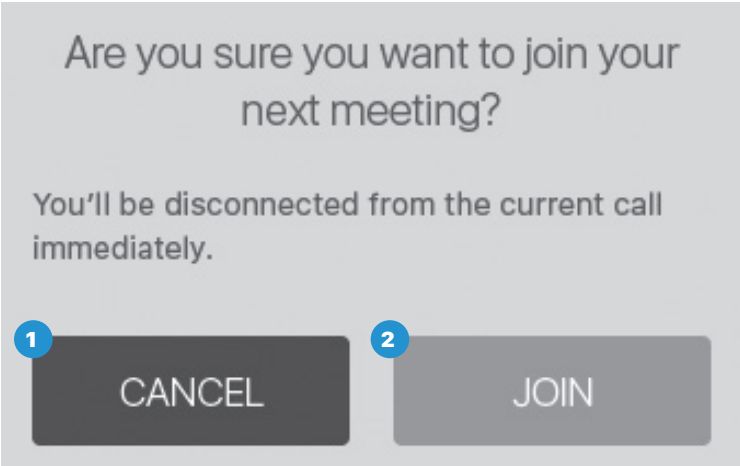 Are you sure you want to join your
next meeting?
You’ll be disconnected from the current call
immediately.
1 2
CANCEL JOIN